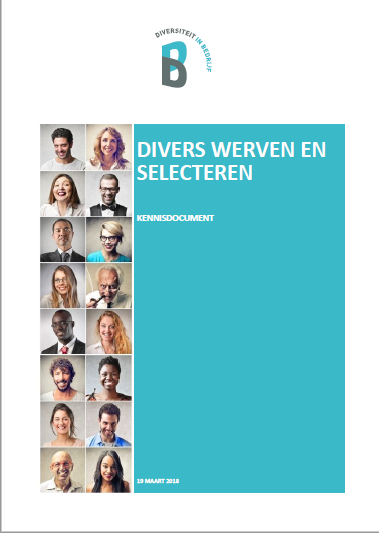 DIVERSITEIT IN BEDRIJF
DIVERS WERVEN EN
SELECTEREN
KENNISDOCUMENT
19 MAART 2018